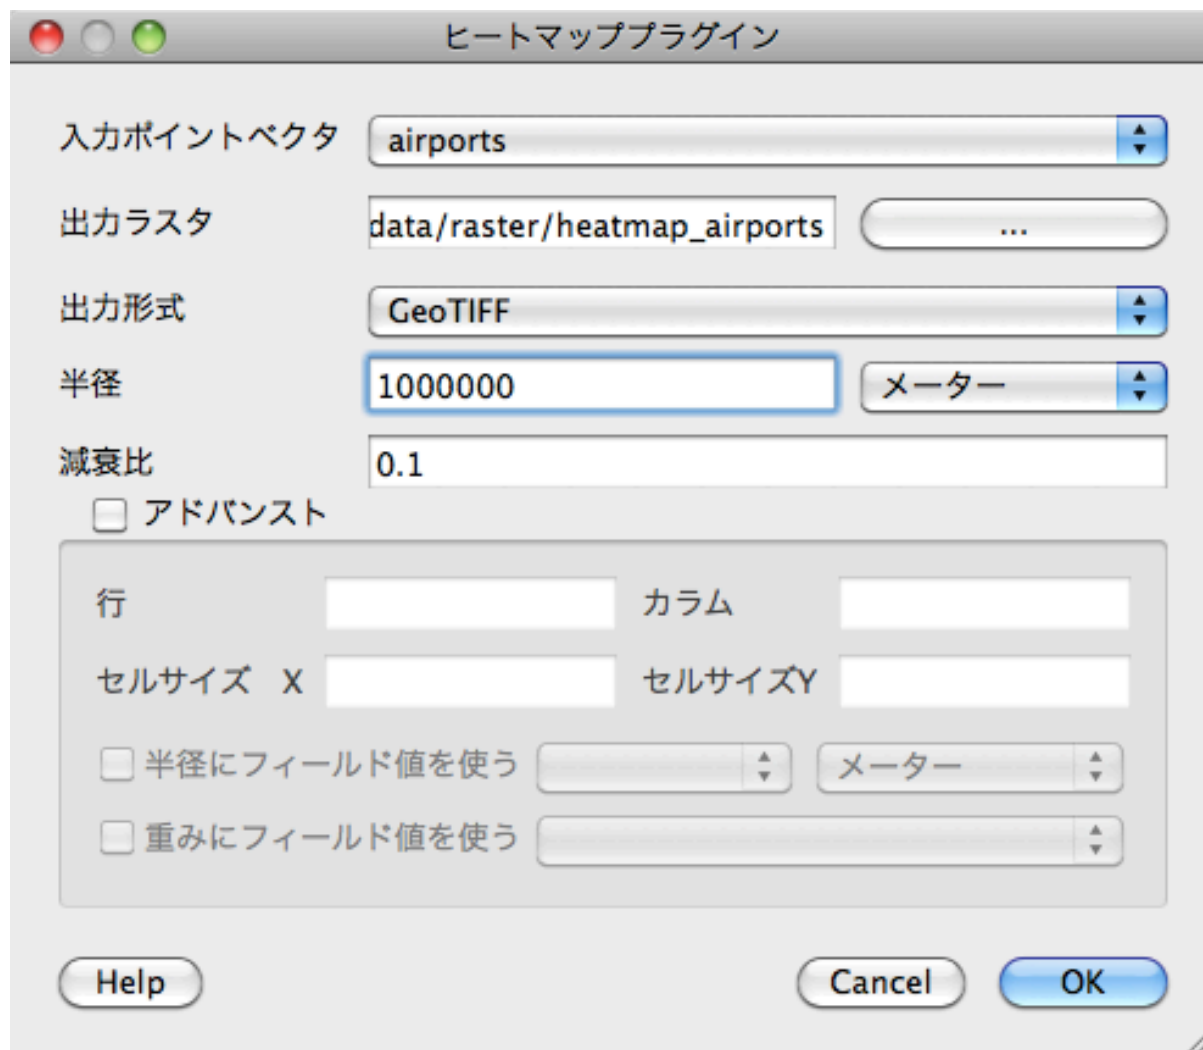 ヒートマッププラグイン
入力ポイントベクタ airports
出力ラスタ data/raster/heatmap_airports ...
出力形式 GeoTIFF
半径 1000000 メーター
減衰比 0.1
アドバンスト
行 カラム
セルサイズ　X セルサイズY
半径にフィールド値を使う メーター
重みにフィールド値を使う
Help Cancel OK